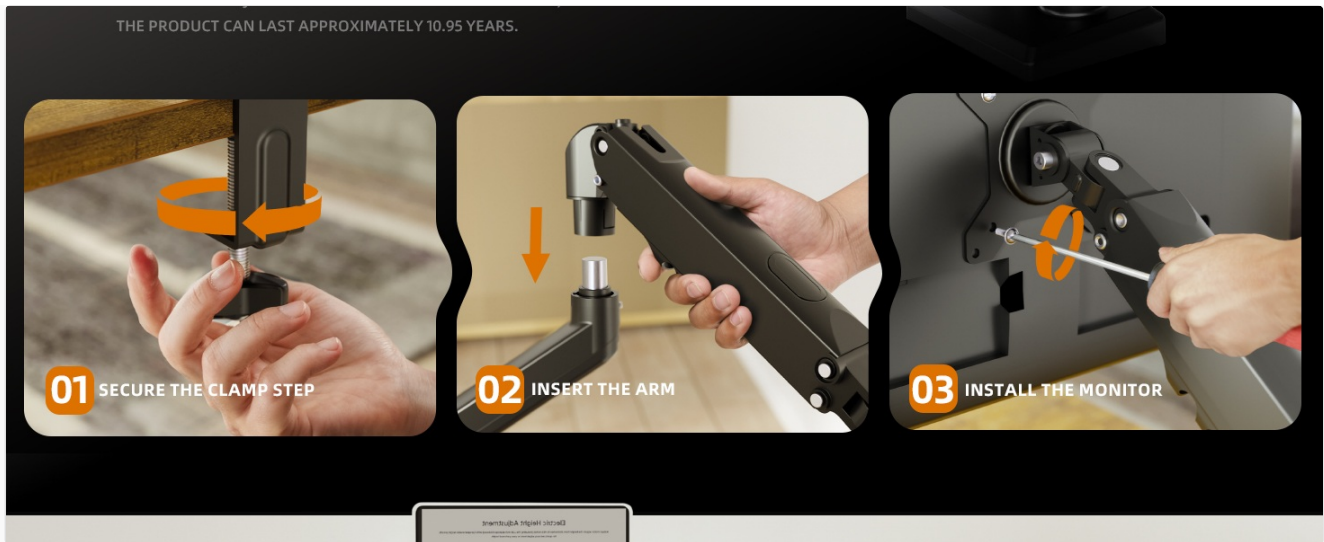 THE PRODUCT CAN LAST APPROXIMATELY 10.95 YEARS.
01 SECURE THE CLAMP STEP
02 INSERT THE ARM
03 INSTALL THE MONITOR
Electric Height Adjustment